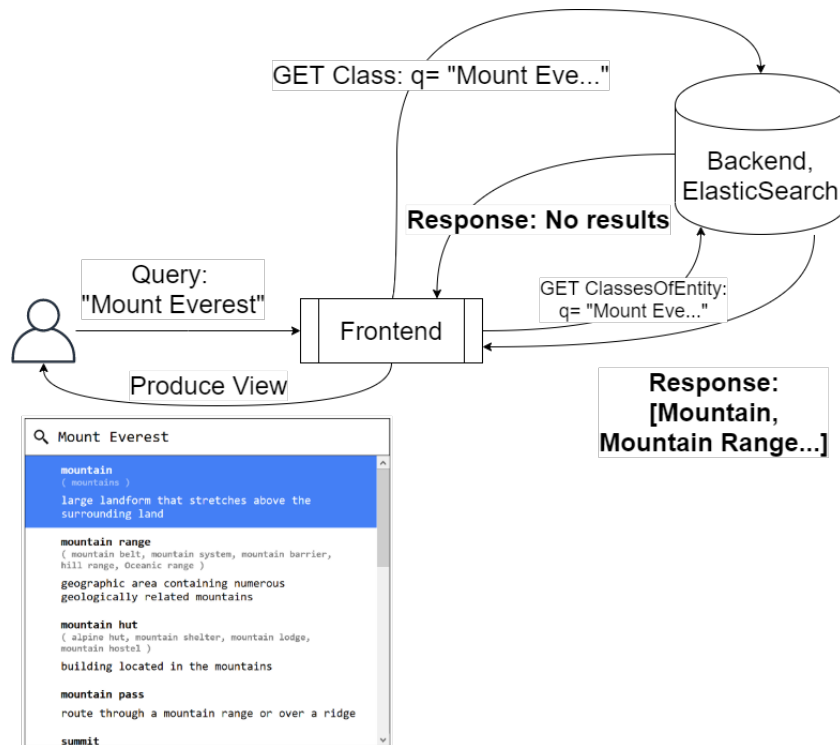 GET Class: q= "Mount Eve..."
Backend,
ElasticSearch
Response: No results
Query:
"Mount Everest"
GET ClassesOfEntity:
q= "Mount Eve..."
Frontend
Produce View
Response:
[Mountain,
Mountain Range...]
Mount Everest
mountain
( mountains )
large landform that stretches above the
surrounding land
mountain range
( mountain belt, mountain system, mountain barrier,
hill range, Oceanic range )
geographic area containing numerous
geologically related mountains
mountain hut
( alpine hut, mountain shelter, mountain lodge,
mountain hostel )
building located in the mountains
mountain pass
route through a mountain range or over a ridge
summit